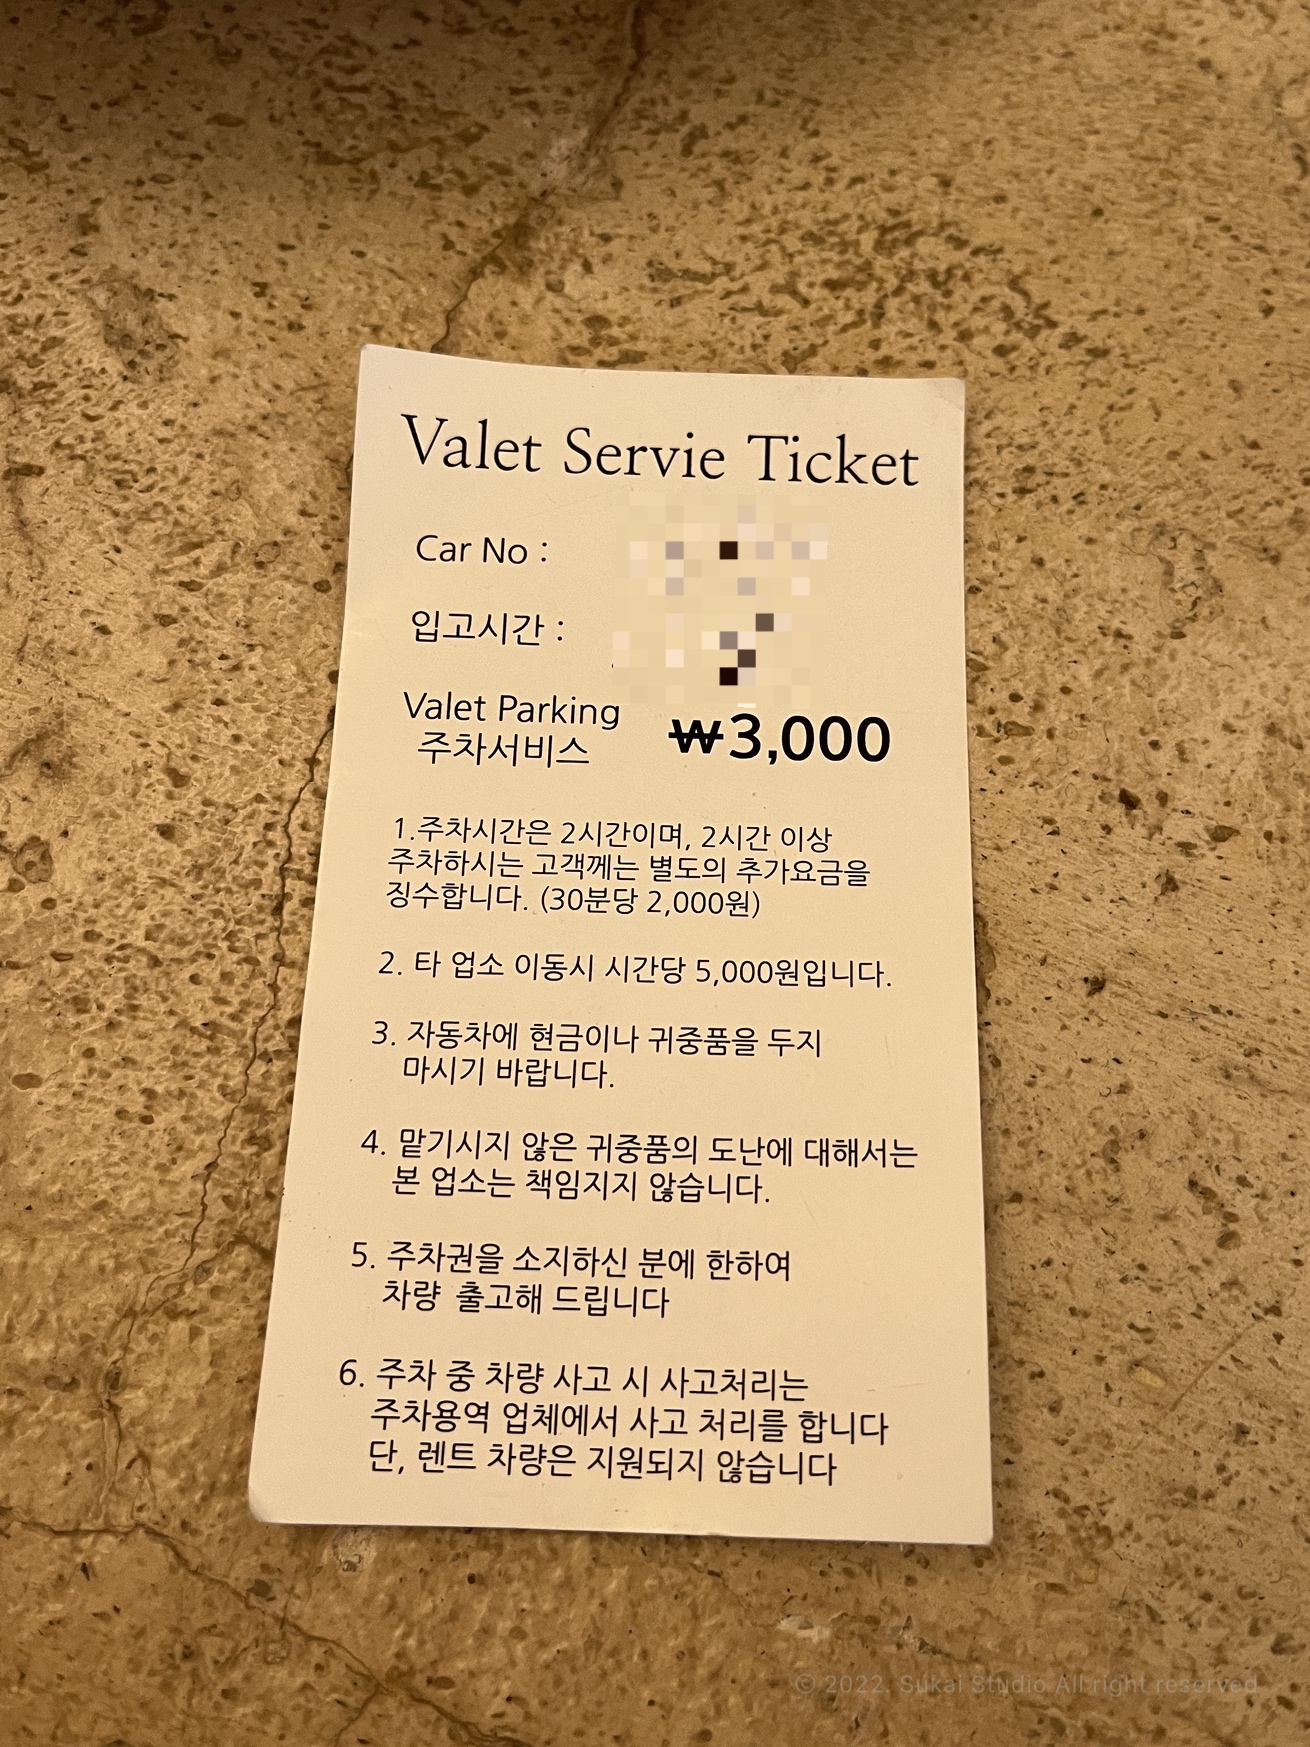 Valet Servie Ticket
Car No :
입고시간 :
Valet Parking
주차서비스
₩3,000
1.주차시간은 2시간이며, 2시간 이상
주차하시는 고객께는 별도의 추가요금을
징수합니다. (30분당 2,000원)
2. 타 업소 이동시 시간당 5,000원입니다.
3. 자동차에 현금이나 귀중품을 두지
마시기 바랍니다.
4. 맡기시지 않은 귀중품의 도난에 대해서는
본 업소는 책임지지 않습니다.
5. 주차권을 소지하신 분에 한하여
차량 출고해 드립니다
6. 주차 중 차량 사고 시 사고처리는
주차용역 업체에서 사고 처리를 합니다
단, 렌트 차량은 지원되지 않습니다
© 2022. Sukai Studio All right reserved